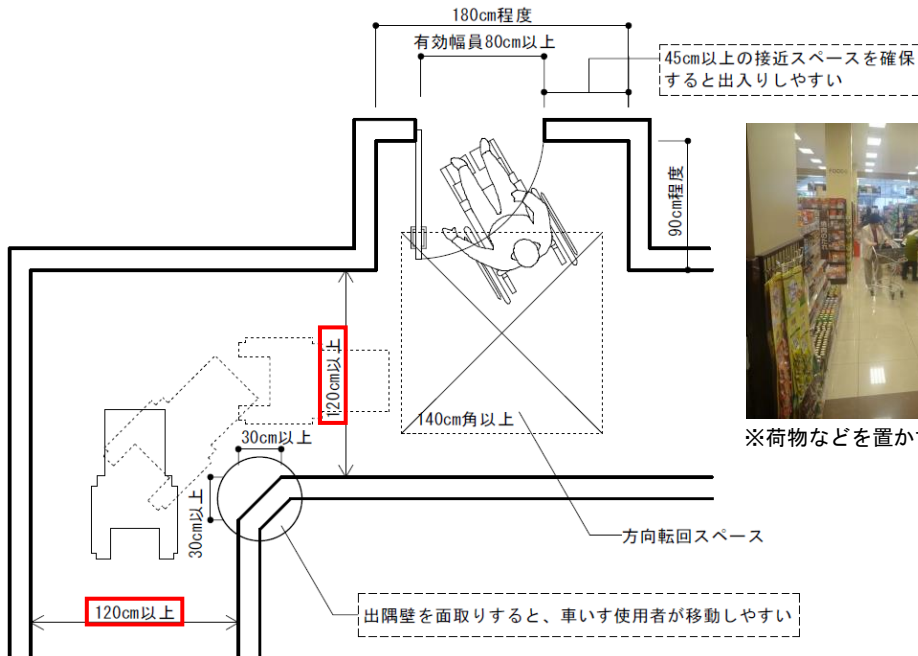 180cm程度
有効幅員80cm以上
45cm以上の接近スペースを確保
すると出入りしやすい
90cm程度
120cm以上
140cm角以上
30cm以上
30cm以上
※荷物などを置かず
方向転回スペース
120cm以上
出隅壁を面取りすると、車いす使用者が移動しやすい